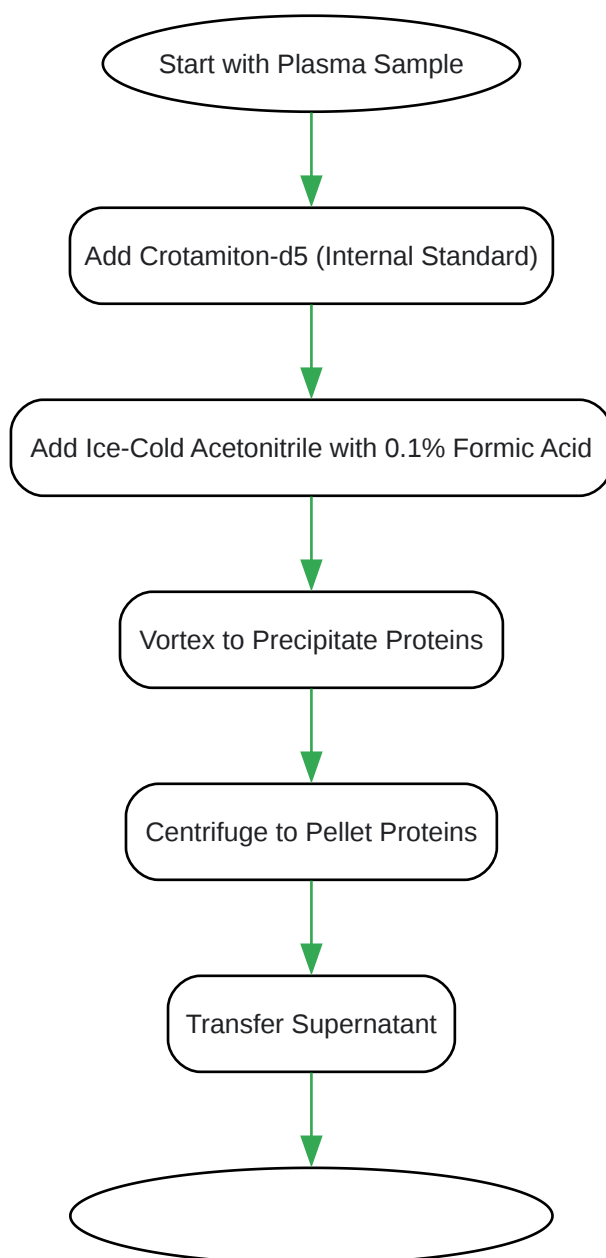 Start with Plasma Sample
Add Crotamiton-d5 (Internal Standard)
Add Ice-Cold Acetonitrile with 0.1% Formic Acid
Vortex to Precipitate Proteins
Centrifuge to Pellet Proteins
Transfer Supernatant